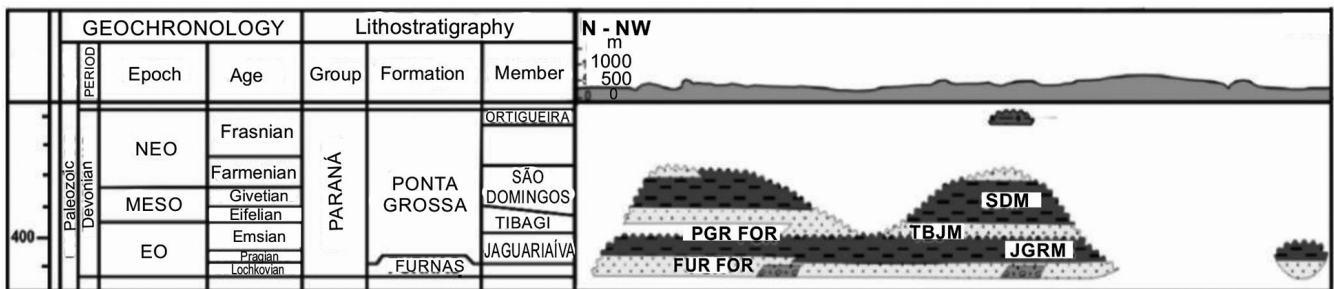 GEOCHRONOLOGY Lithostratigraphy N - NW
m
1000
500
0
PERIOD Epoch Age Group Formation Member
Paleozoic
Devonian
400
NEO
MESO
EO
Frasnian
Farmenian
Givetian
Eifelian
Emsian
Pragian
Lochkovian
PARANÁ
PONTA
GROSSA
FURNAS
ORTIGUEIRA
SÃO
DOMINGOS
TIBAGI
JAGUARIAÍVA
SDM
PGR FOR TBJM
JGRM
FUR FOR